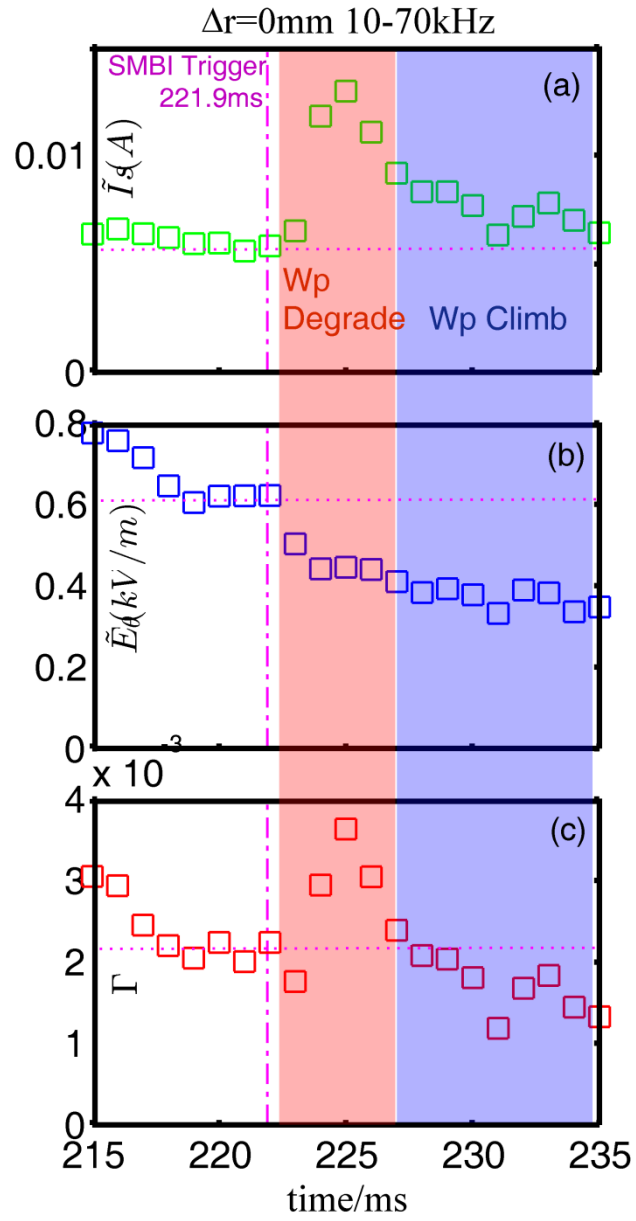 Δr=0mm 10-70kHz
SMBI Trigger
221.9ms
(a)
0.01
Ĩs(A)
Wp
Degrade
Wp Climb
0
0.8
(b)
0.6
Ẽθ(kV/m)
0.4
0.2
0
x 10-3
4
(c)
3
2
Γ
1
0
215 220 225 230 235
time/ms